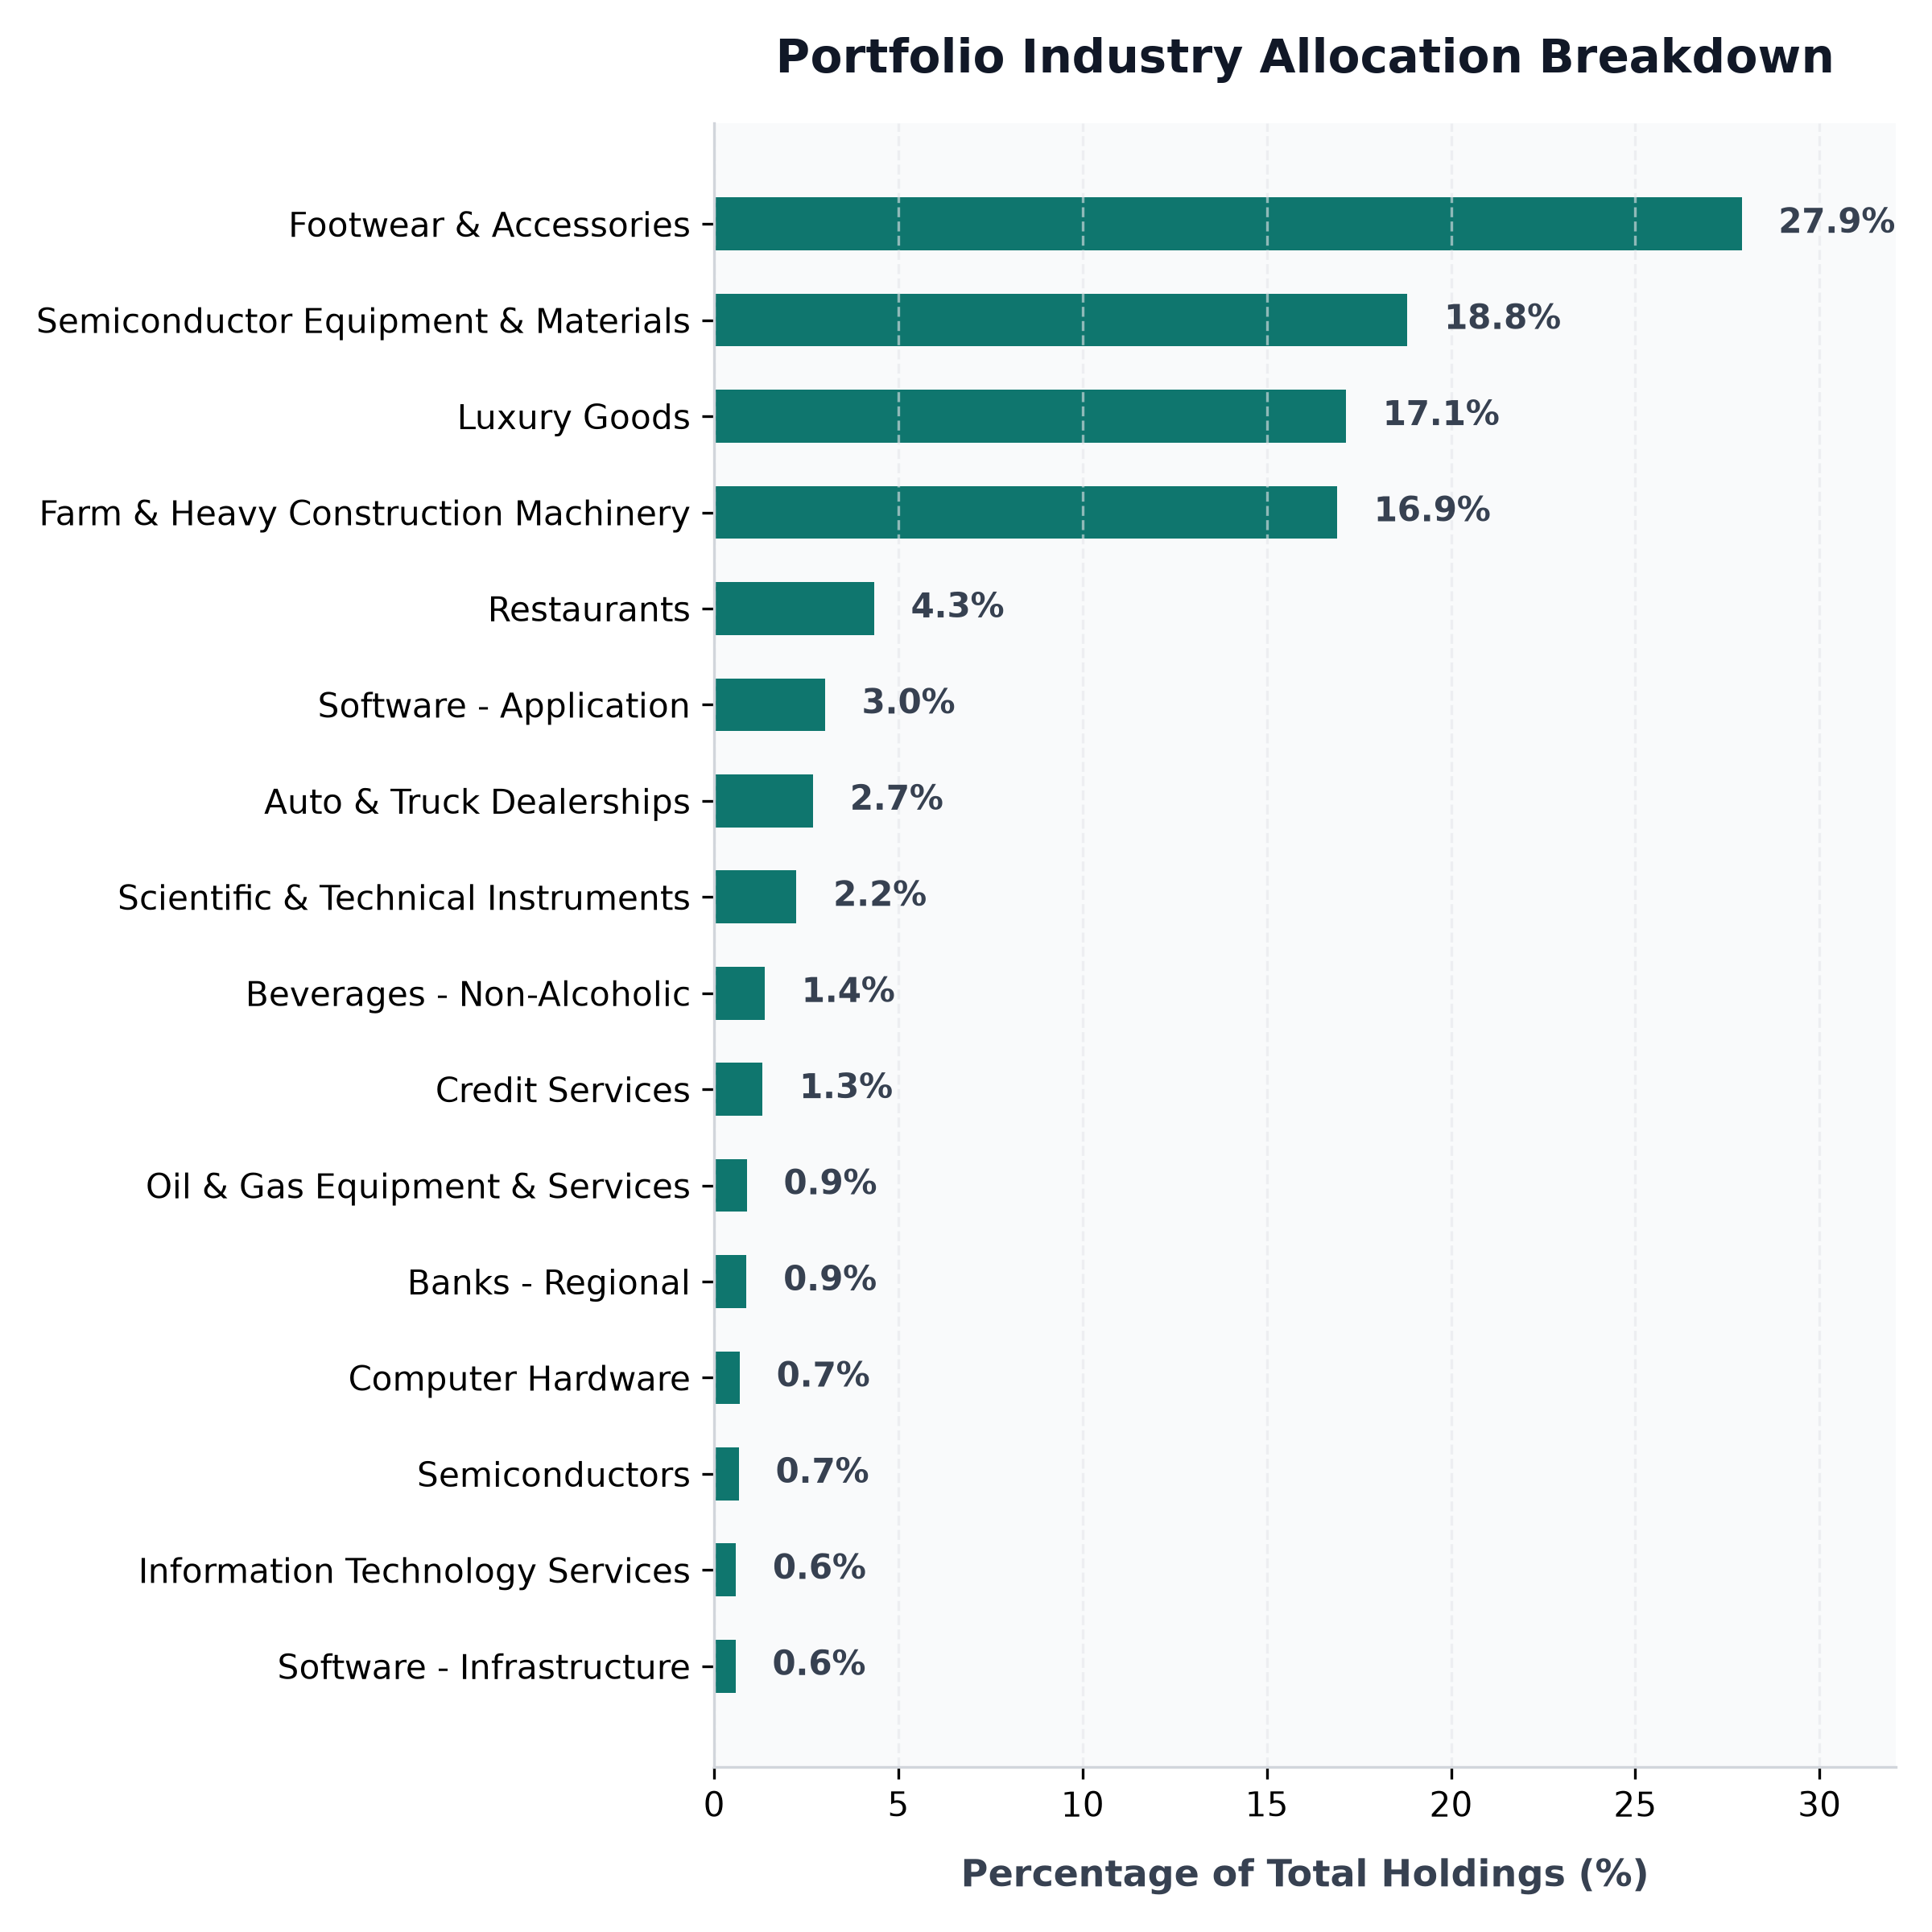 Portfolio Industry Allocation Breakdown
Footwear & Accessories 27.9%
Semiconductor Equipment & Materials 18.8%
Luxury Goods 17.1%
Farm & Heavy Construction Machinery 16.9%
Restaurants 4.3%
Software - Application 3.0%
Auto & Truck Dealerships 2.7%
Scientific & Technical Instruments 2.2%
Beverages - Non-Alcoholic 1.4%
Credit Services 1.3%
Oil & Gas Equipment & Services 0.9%
Banks - Regional 0.9%
Computer Hardware 0.7%
Semiconductors 0.7%
Information Technology Services 0.6%
Software - Infrastructure 0.6%
0 5 10 15 20 25 30
Percentage of Total Holdings (%)